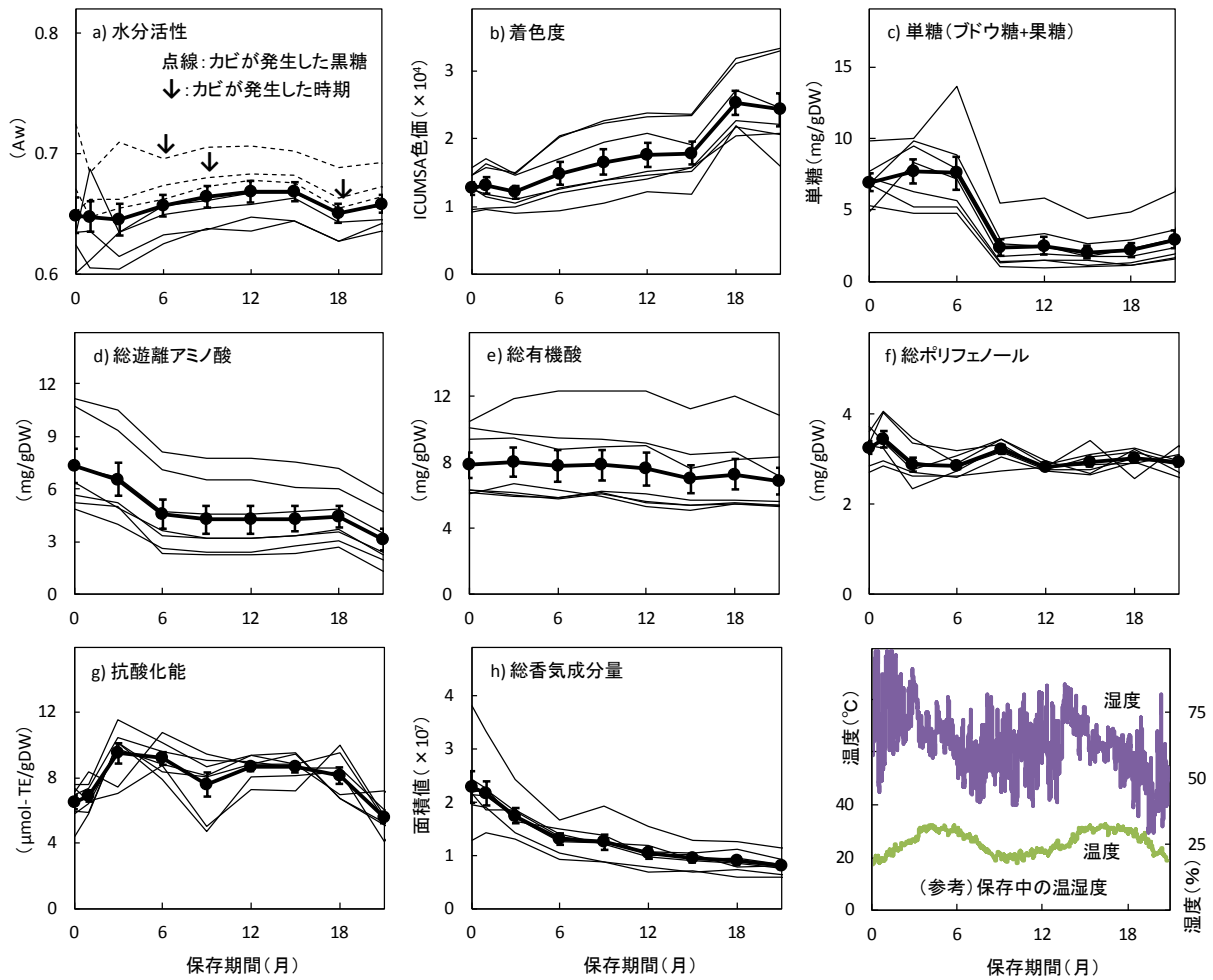 a) 水分活性
点線：カビが発生した黒糖
↓：カビが発生した時期
(Aw)
0.8
0.7
0.6
0 6 12 18
b) 着色度
ICUMSA色価（×10⁴）
3
2
1
0
0 6 12 18
c) 単糖（ブドウ糖+果糖）
単糖（mg/gDW）
15
10
5
0
0 6 12 18
d) 総遊離アミノ酸
（mg/gDW）
12
9
6
3
0
0 6 12 18
e) 総有機酸
（mg/gDW）
12
8
4
0
0 6 12 18
f) 総ポリフェノール
（mg/gDW）
4
2
0
0 6 12 18
g) 抗酸化能
（μmol- TE/gDW）
12
8
4
0
0 6 12 18
保存期間（月）
h) 総香気成分量
面積値（×10⁷）
4
3
2
1
0
0 6 12 18
保存期間（月）
温度（℃）
40
20
0
湿度
温度
（参考）保存中の温湿度
75
50
25
湿度（%）
0 6 12 18
保存期間（月）